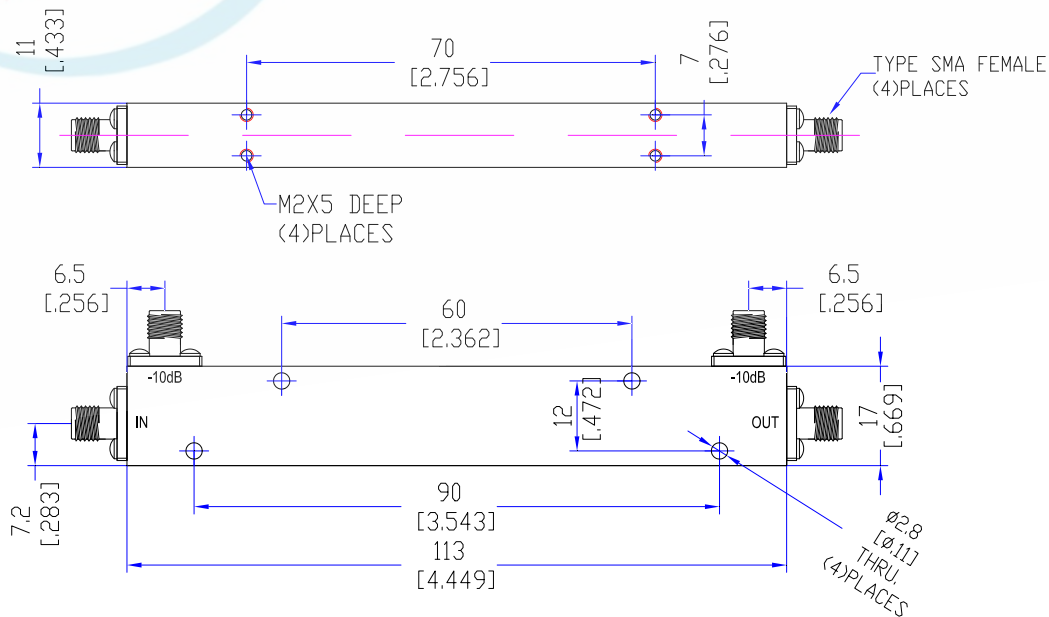 11
[.433]
70
[2.756]
7
[.276]
TYPE SMA FEMALE
(4)PLACES
M2X5 DEEP
(4)PLACES
6.5
[.256]
60
[2.362]
6.5
[.256]
-10dB
-10dB
IN
12
[.472]
OUT
17
[.669]
7.2
[.283]
90
[3.543]
113
[4.449]
Ø2.8
[Ø.11]
THRU,
(4)PLACES